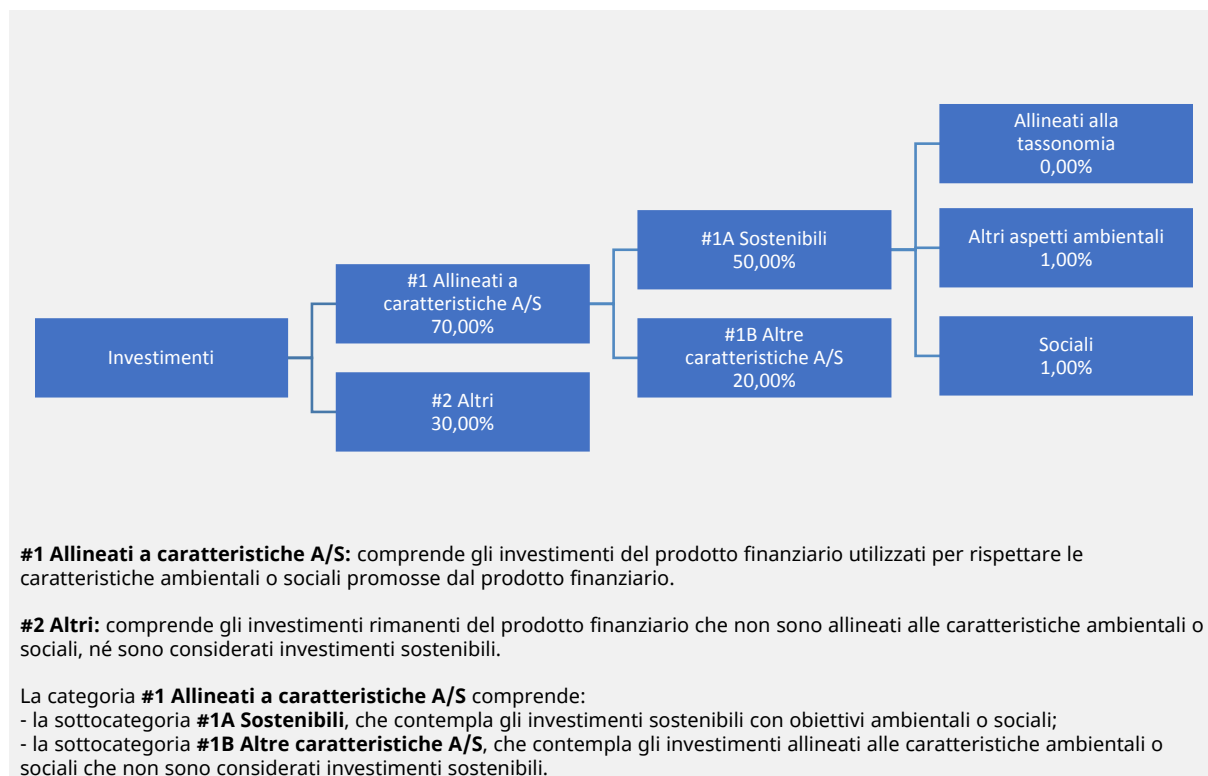 Investimenti
#1 Allineati a
caratteristiche A/S
70,00%
#2 Altri
30,00%
#1A Sostenibili
50,00%
#1B Altre
caratteristiche A/S
20,00%
Allineati alla
tassonomia
0,00%
Altri aspetti ambientali
1,00%
Sociali
1,00%
#1 Allineati a caratteristiche A/S: comprende gli investimenti del prodotto finanziario utilizzati per rispettare le
caratteristiche ambientali o sociali promosse dal prodotto finanziario.
#2 Altri: comprende gli investimenti rimanenti del prodotto finanziario che non sono allineati alle caratteristiche ambientali o
sociali, né sono considerati investimenti sostenibili.
La categoria #1 Allineati a caratteristiche A/S comprende:
- la sottocategoria #1A Sostenibili, che contempla gli investimenti sostenibili con obiettivi ambientali o sociali;
- la sottocategoria #1B Altre caratteristiche A/S, che contempla gli investimenti allineati alle caratteristiche ambientali o
sociali che non sono considerati investimenti sostenibili.